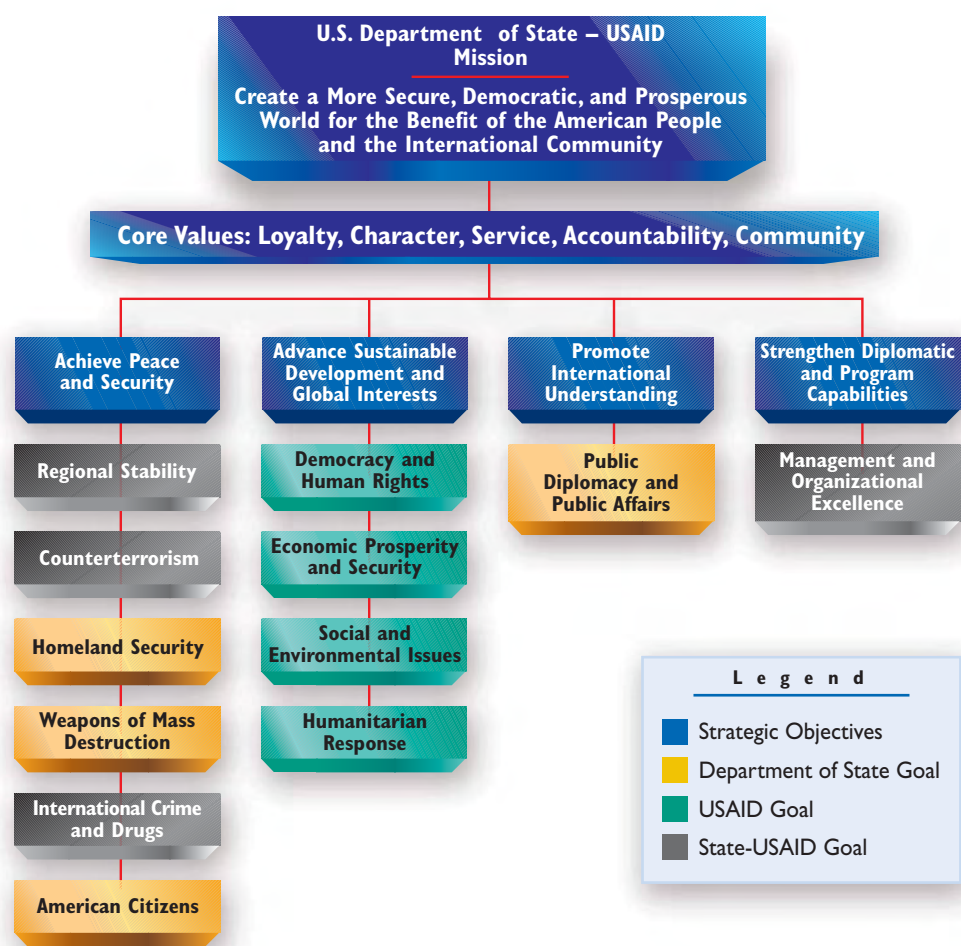 U.S. Department of State – USAID
Mission
Create a More Secure, Democratic, and Prosperous
World for the Benefit of the American People
and the International Community
Core Values: Loyalty, Character, Service, Accountability, Community
Achieve Peace
and Security
Regional Stability
Counterterrorism
Homeland Security
Weapons of Mass
Destruction
International Crime
and Drugs
American Citizens
Advance Sustainable
Development and
Global Interests
Democracy and
Human Rights
Economic Prosperity
and Security
Social and
Environmental Issues
Humanitarian
Response
Promote
International
Understanding
Public
Diplomacy and
Public Affairs
Strengthen Diplomatic
and Program
Capabilities
Management and
Organizational
Excellence
Legend
Strategic Objectives
Department of State Goal
USAID Goal
State-USAID Goal